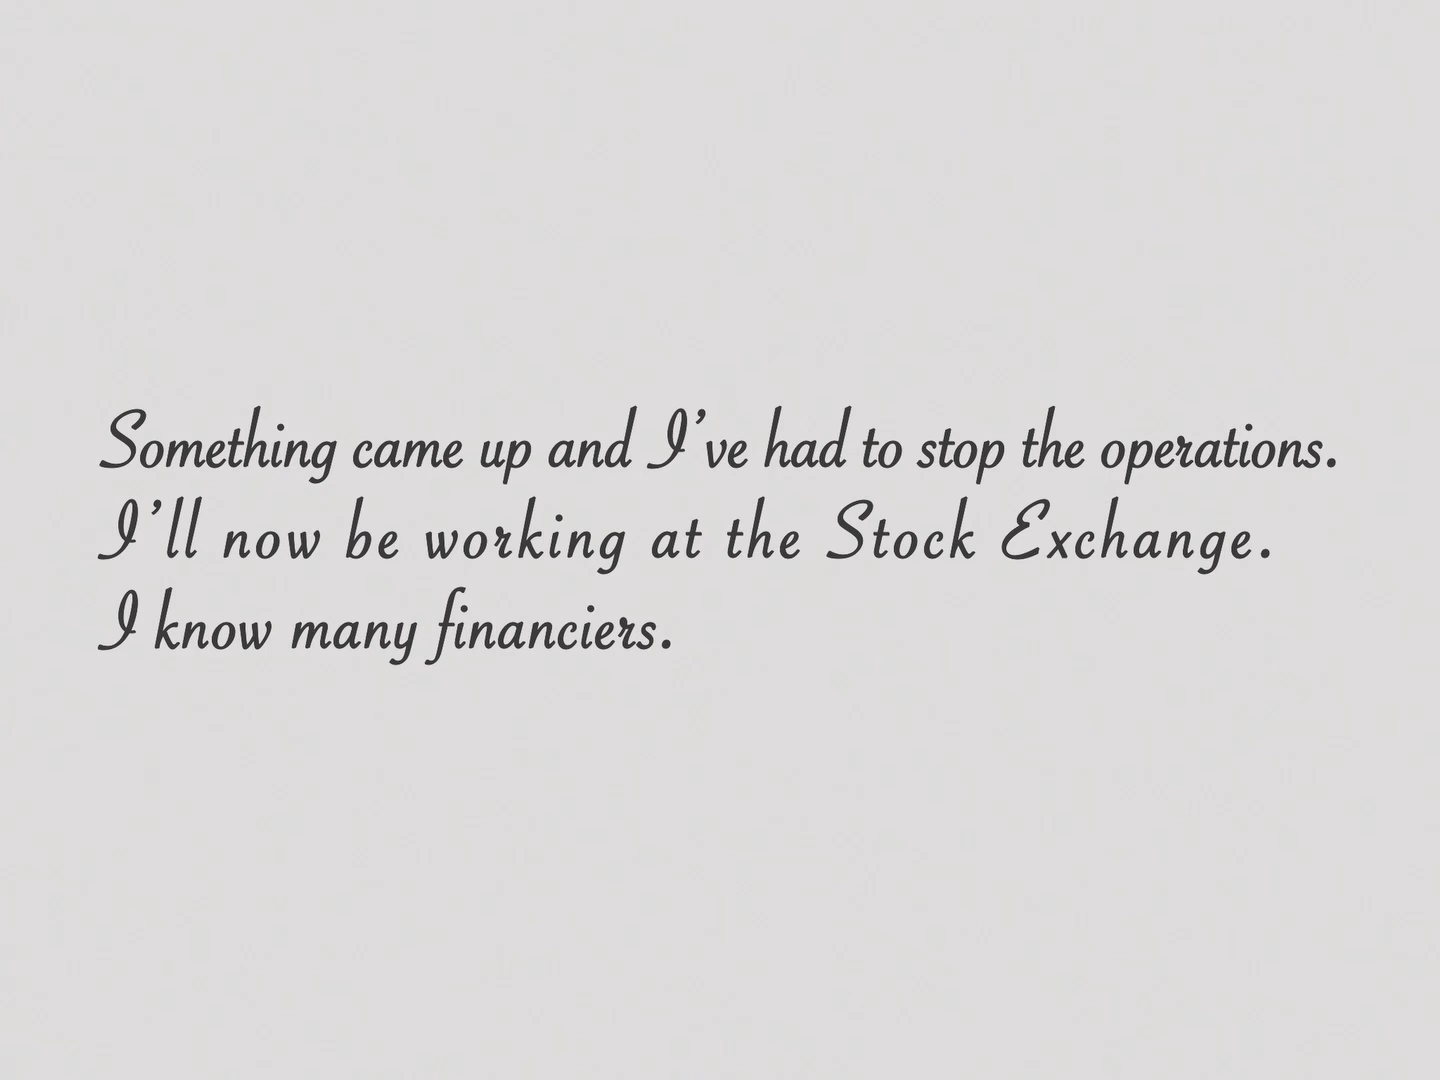 Something came up and I've had to stop the operations.
I'll now be working at the Stock Exchange.
I know many financiers.